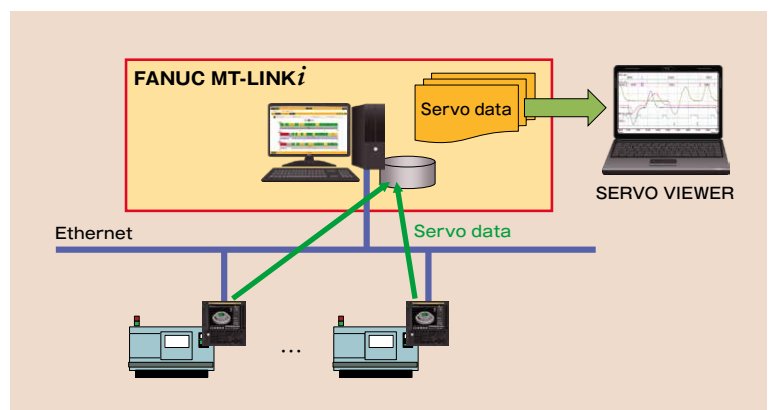 FANUC MT-LINKi
Servo data
SERVO VIEWER
Ethernet
Servo data
...